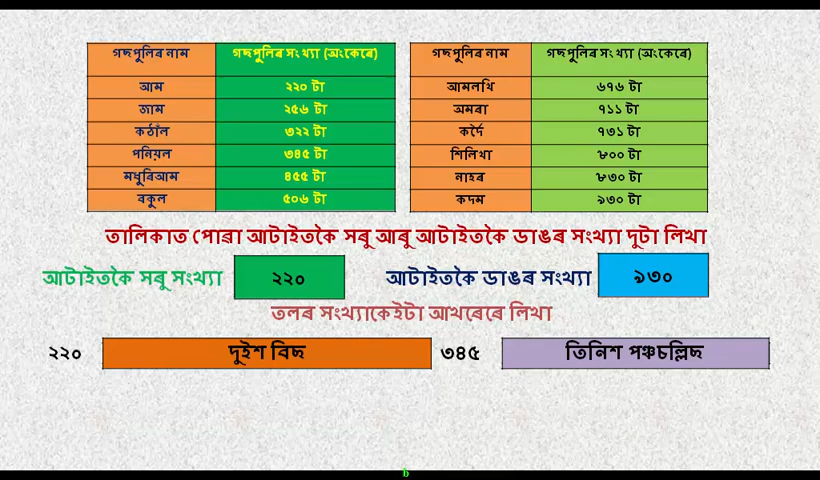 গছপুলিৰ নাম গছপুলিৰ সংখ্যা (অংকেৰে)
আম ২২০ টা
জাম ২৫৬ টা
কঠাঁল ৩২২ টা
পনিয়ল ৩৪৫ টা
মধুৰিআম ৪৫৫ টা
বকুল ৫০৬ টা
গছপুলিৰ নাম গছপুলিৰ সংখ্যা (অংকেৰে)
আমলখি ৬৭৬ টা
অমৰা ৭১১ টা
কৰ্দৈ ৭৩১ টা
শিলিখা ৮০০ টা
নাহৰ ৮৩০ টা
কদম ৯৩০ টা
তালিকাত পোৱা আটাইতকৈ সৰু আৰু আটাইতকৈ ডাঙৰ সংখ্যা দুটা লিখা
আটাইতকৈ সৰু সংখ্যা ২২০ আটাইতকৈ ডাঙৰ সংখ্যা ৯৩০
তলৰ সংখ্যাকেইটা আখৰেৰে লিখা
২২০ দুইশ বিছ ৩৪৫ তিনিশ পঞ্চচল্লিছ
b